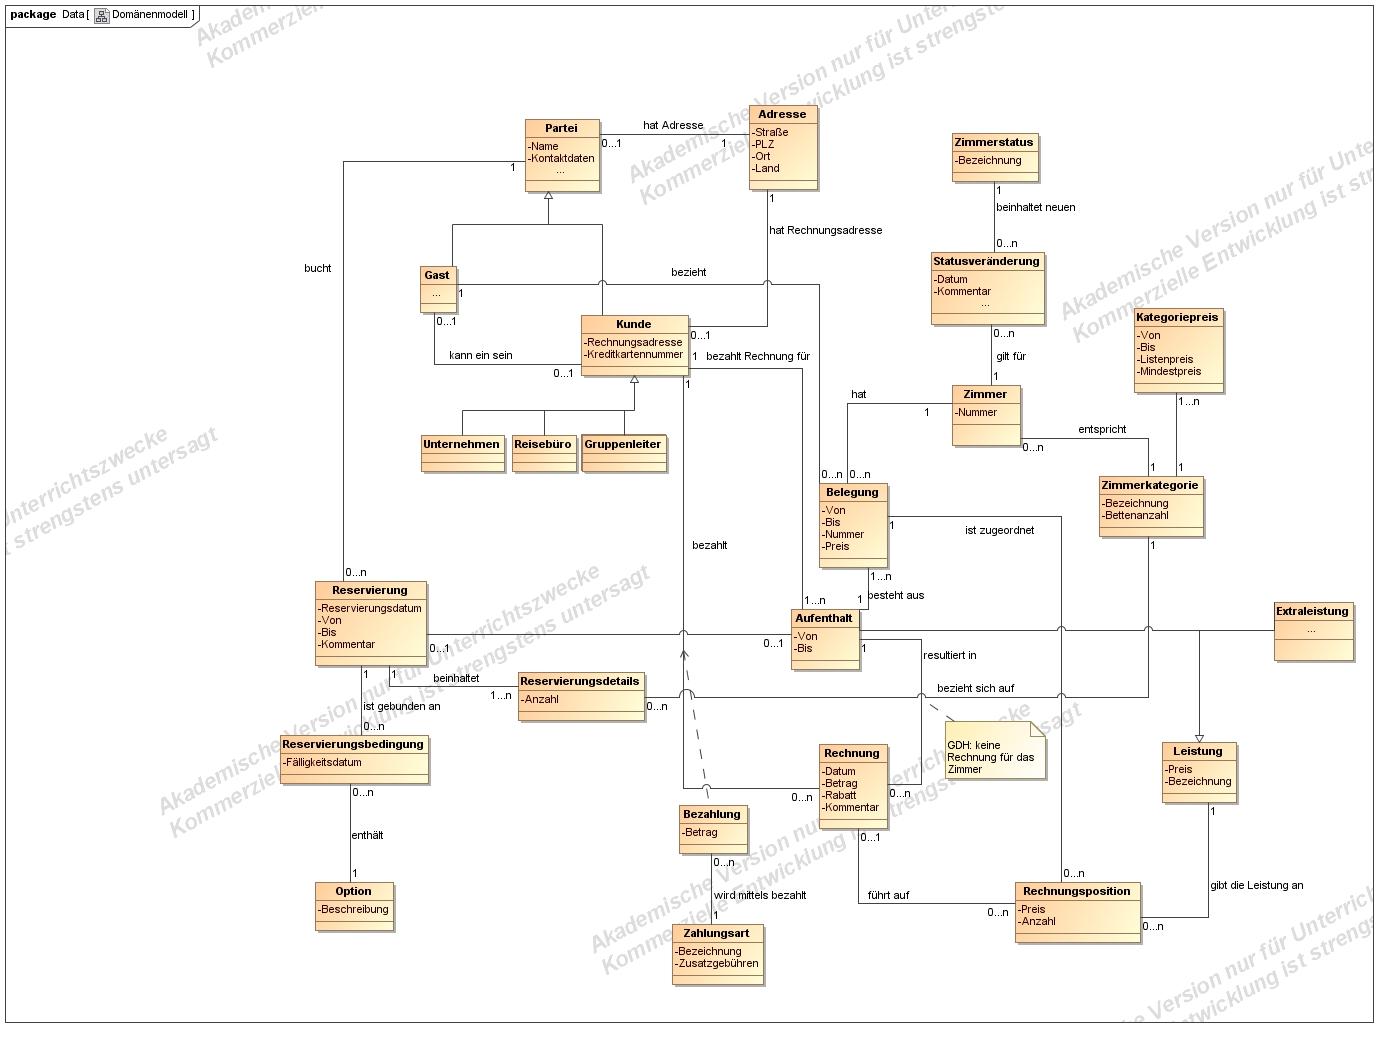 package Data [ Domänenmodell ]
Akademische Version nur für Unterrichtszwecke
Kommerzielle Entwicklung ist strengstens untersagt
Partei
-Name
-Kontaktdaten
...
hat Adresse
0...1
1
Adresse
-Straße
-PLZ
-Ort
-Land
1
1
hat Rechnungsadresse
0...1
bucht
0...n
Zimmerstatus
-Bezeichnung
1
beinhaltet neuen
0...n
Statusveränderung
-Datum
-Kommentar
...
0...n
gilt für
1
Gast
...
1
bezieht
0...n
0...1
kann ein sein
0...1
Kunde
-Rechnungsadresse
-Kreditkartennummer
1
bezahlt Rechnung für
1...n
1
bezahlt
0...n
Kategoriepreis
-Von
-Bis
-Listenpreis
-Mindestpreis
1...n
1
Zimmer
-Nummer
hat
1
0...n
0...n
entspricht
1
Unternehmen
Reisebüro
Gruppenleiter
Zimmerkategorie
-Bezeichnung
-Bettenanzahl
1
Belegung
-Von
-Bis
-Nummer
-Preis
1
ist zugeordnet
0...n
1...n
besteht aus
1
Reservierung
-Reservierungsdatum
-Von
-Bis
-Kommentar
0...1
0...1
Aufenthalt
-Von
-Bis
1
resultiert in
0...n
Extraleistung
...
1
beinhaltet
1...n
1
ist gebunden an
0...n
Reservierungsdetails
-Anzahl
0...n
bezieht sich auf
GDH: keine
Rechnung für das
Zimmer
Reservierungsbedingung
-Fälligkeitsdatum
0...n
enthält
1
Option
-Beschreibung
Rechnung
-Datum
-Betrag
-Rabatt
-Kommentar
0...1
führt auf
0...n
Leistung
-Preis
-Bezeichnung
1
gibt die Leistung an
0...n
Bezahlung
-Betrag
0...n
wird mittels bezahlt
1
Zahlungsart
-Bezeichnung
-Zusatzgebühren
Rechnungsposition
-Preis
-Anzahl